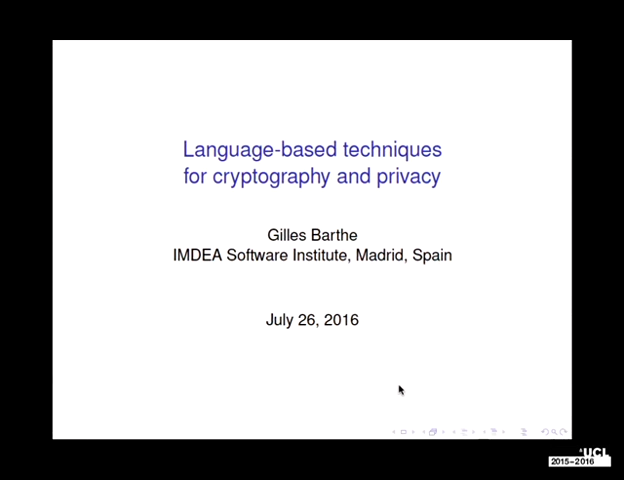 Language-based techniques
for cryptography and privacy
Gilles Barthe
IMDEA Software Institute, Madrid, Spain
July 26, 2016
UCL
2015–2016